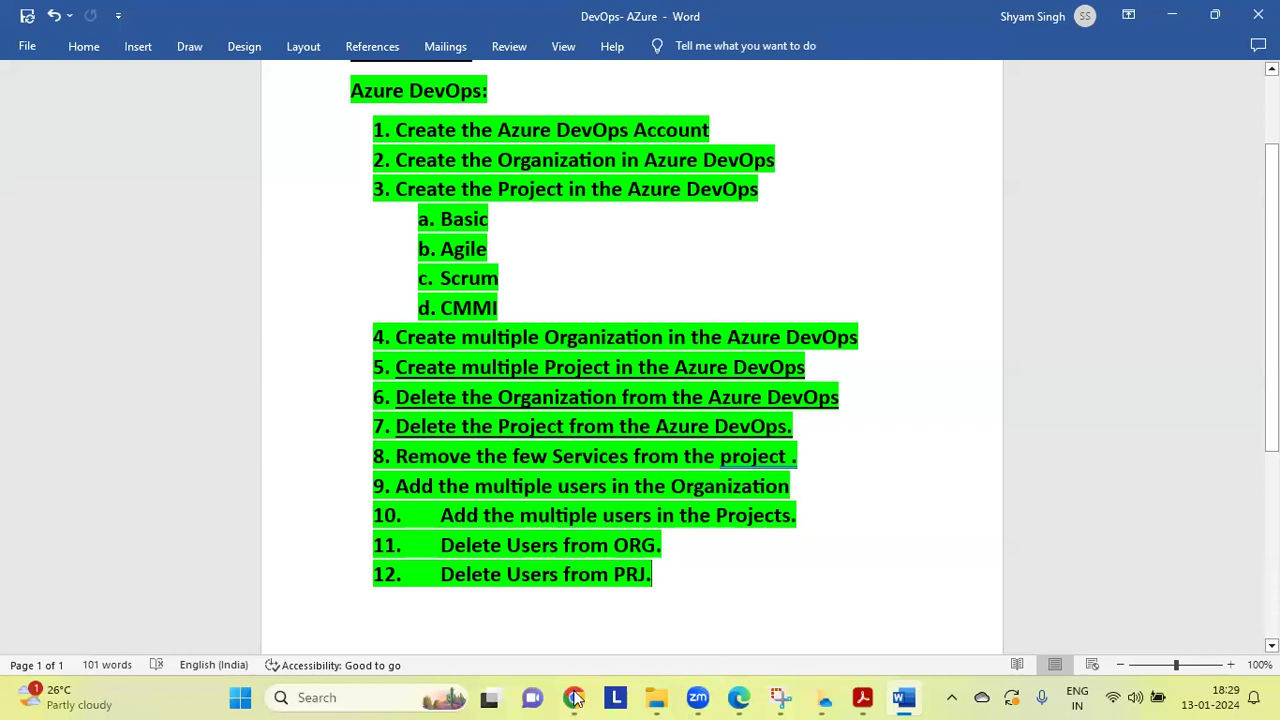 DevOps- AZure - Word
Shyam Singh
SS
File Home Insert Draw Design Layout References Mailings Review View Help Tell me what you want to do
Azure DevOps:
1. Create the Azure DevOps Account
2. Create the Organization in Azure DevOps
3. Create the Project in the Azure DevOps
a. Basic
b. Agile
c. Scrum
d. CMMI
4. Create multiple Organization in the Azure DevOps
5. Create multiple Project in the Azure DevOps
6. Delete the Organization from the Azure DevOps
7. Delete the Project from the Azure DevOps.
8. Remove the few Services from the project .
9. Add the multiple users in the Organization
10. Add the multiple users in the Projects.
11. Delete Users from ORG.
12. Delete Users from PRJ.
Page 1 of 1 101 words English (India) Accessibility: Good to go 100%
1
26°C
Partly cloudy
Search
L
zm
W
ENG
IN
18:29
13-01-2024